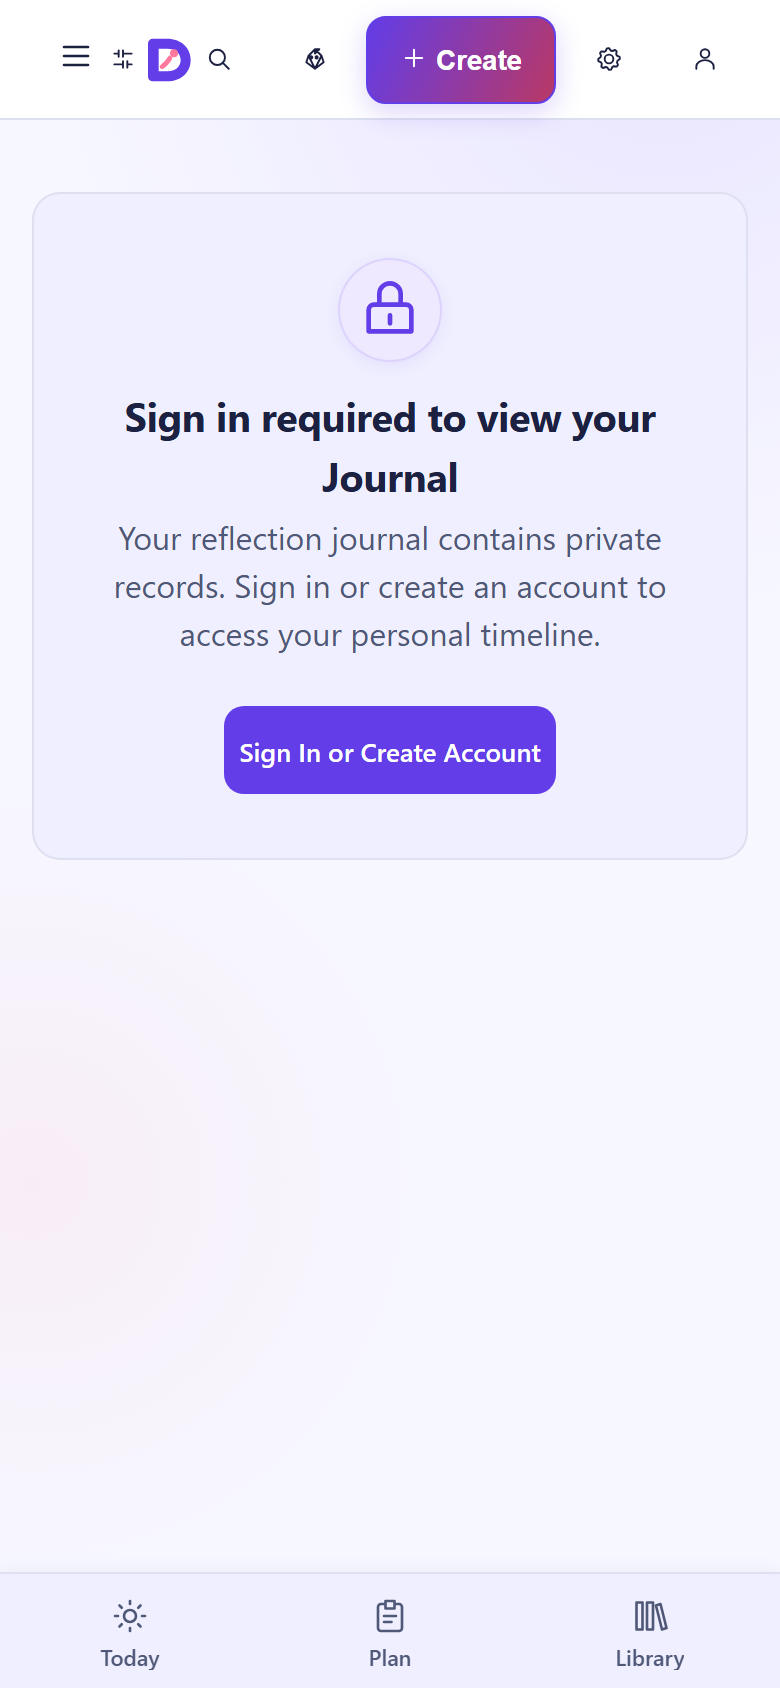 Create
Sign in required to view your
Journal
Your reflection journal contains private
records. Sign in or create an account to
access your personal timeline.
Sign In or Create Account
Today
Plan
Library